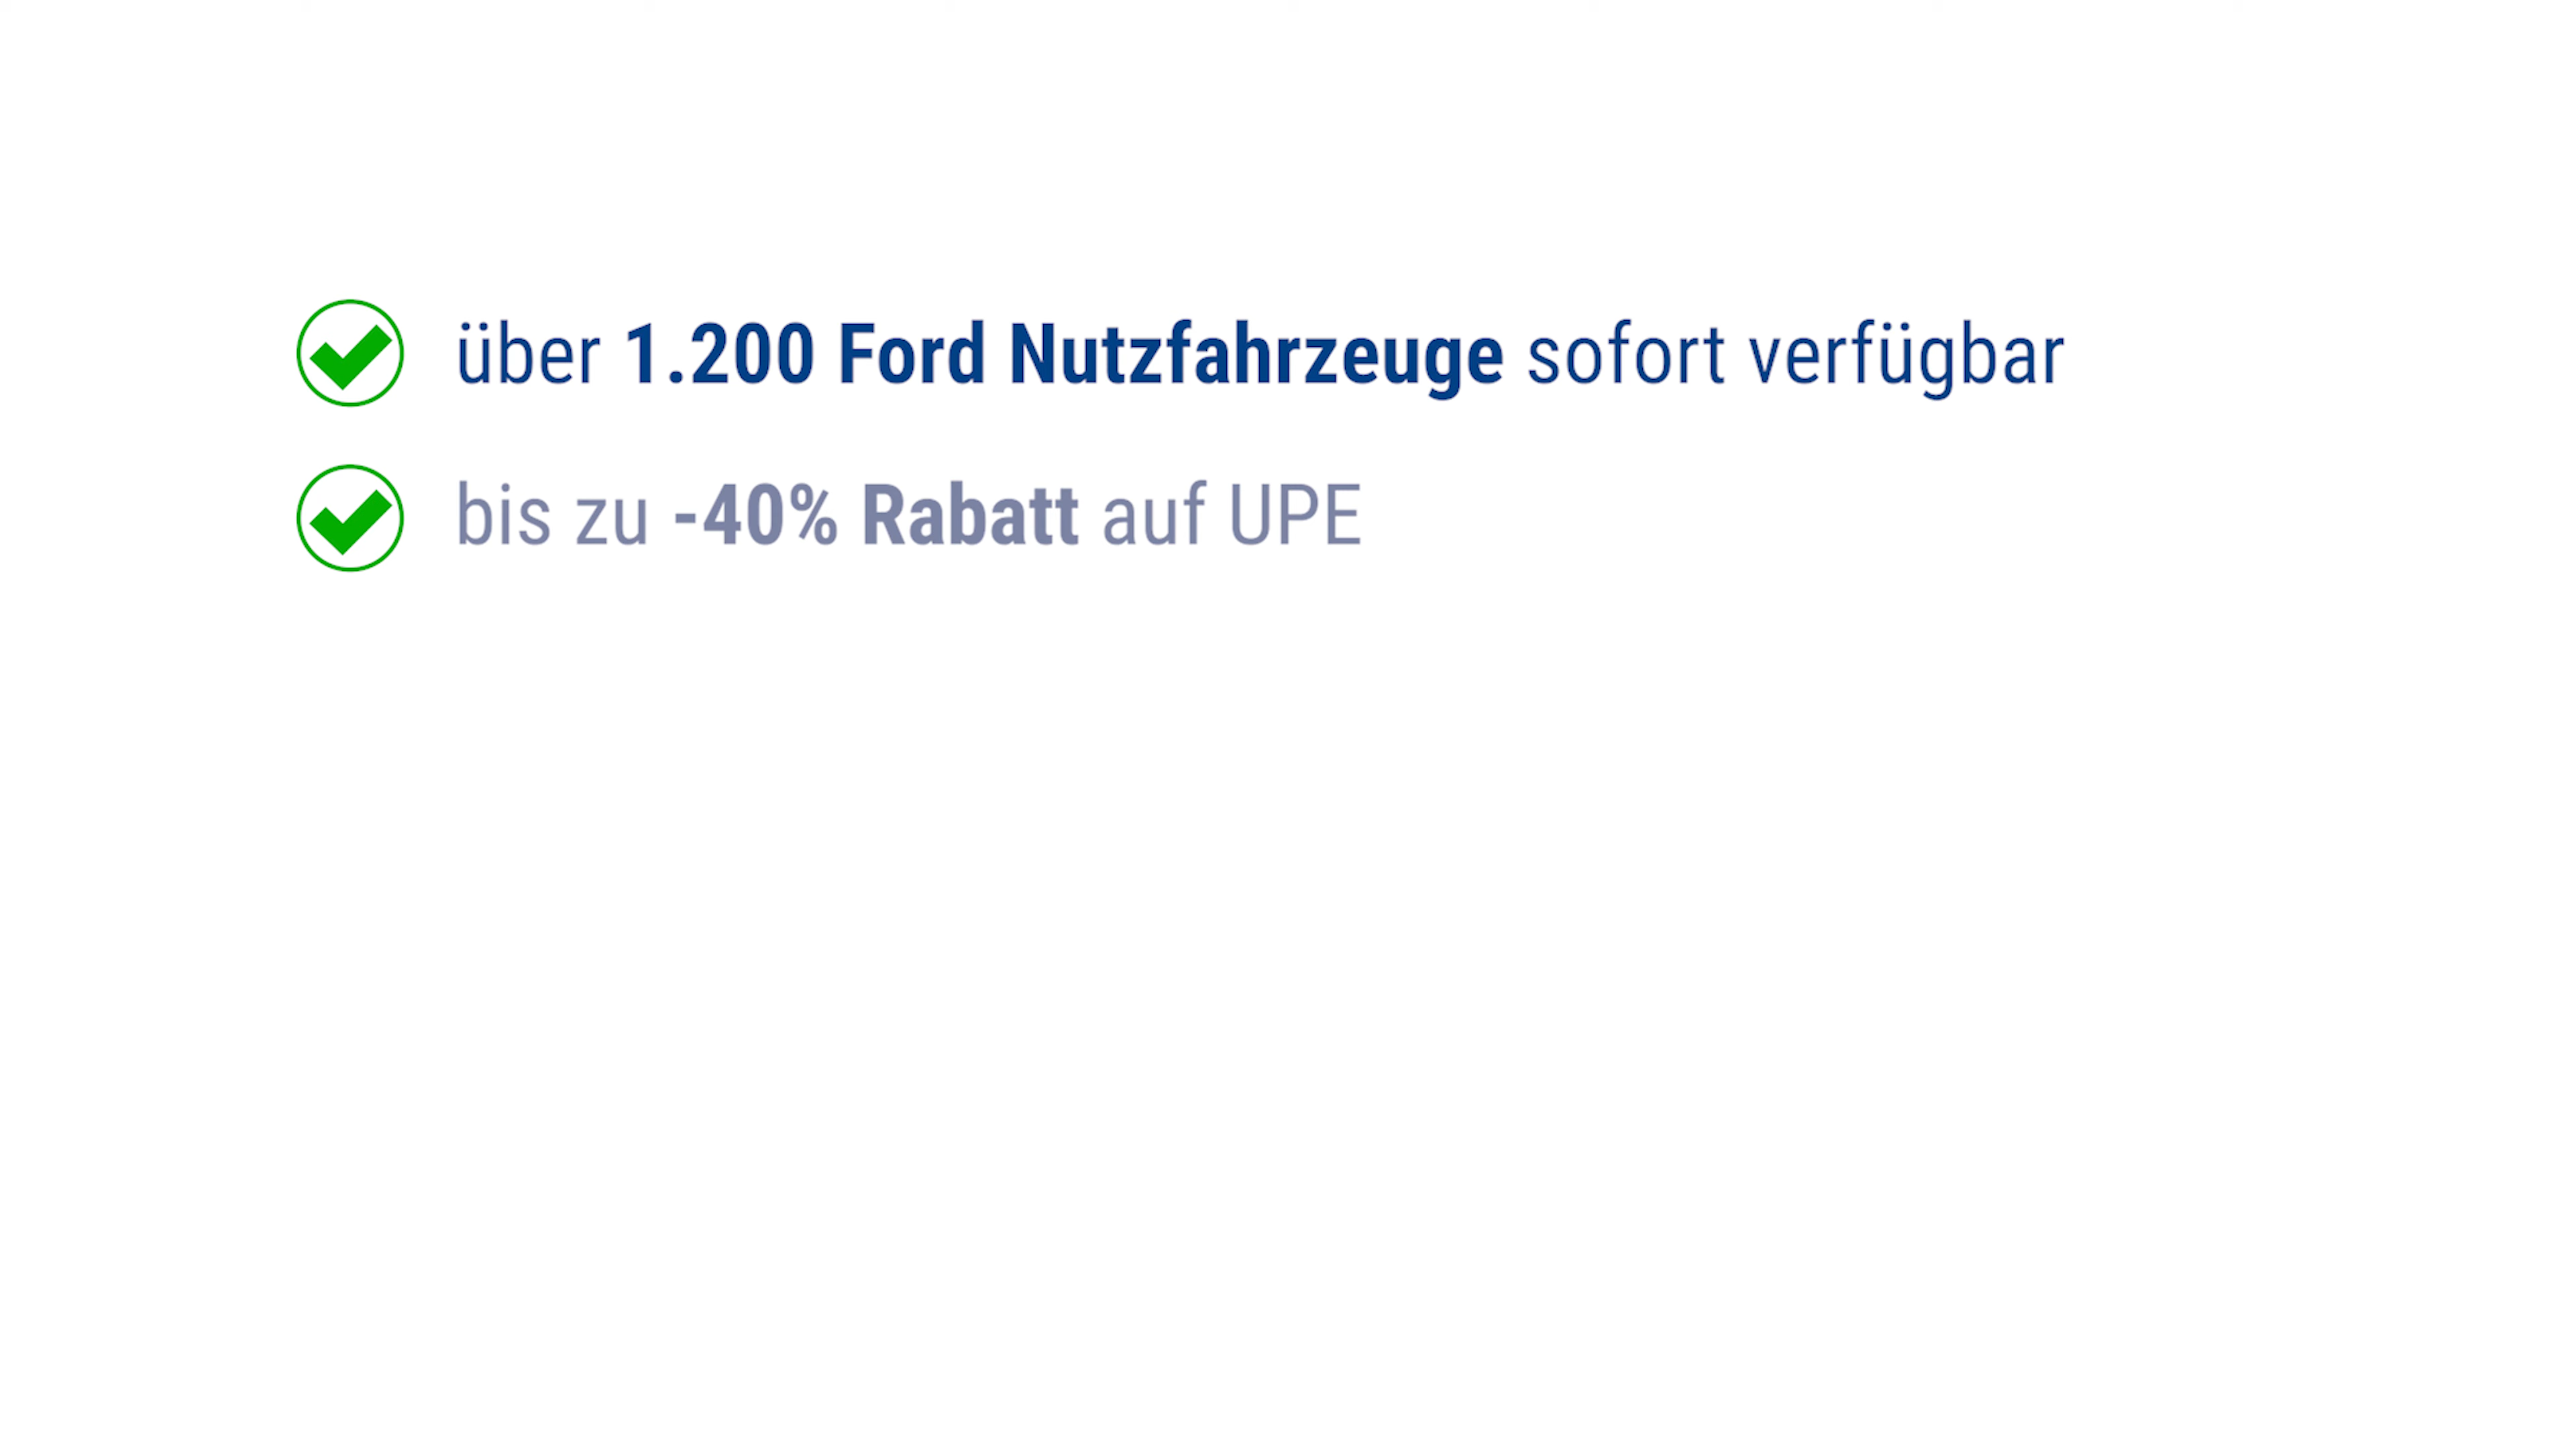 über 1.200 Ford Nutzfahrzeuge sofort verfügbar
bis zu -40% Rabatt auf UPE